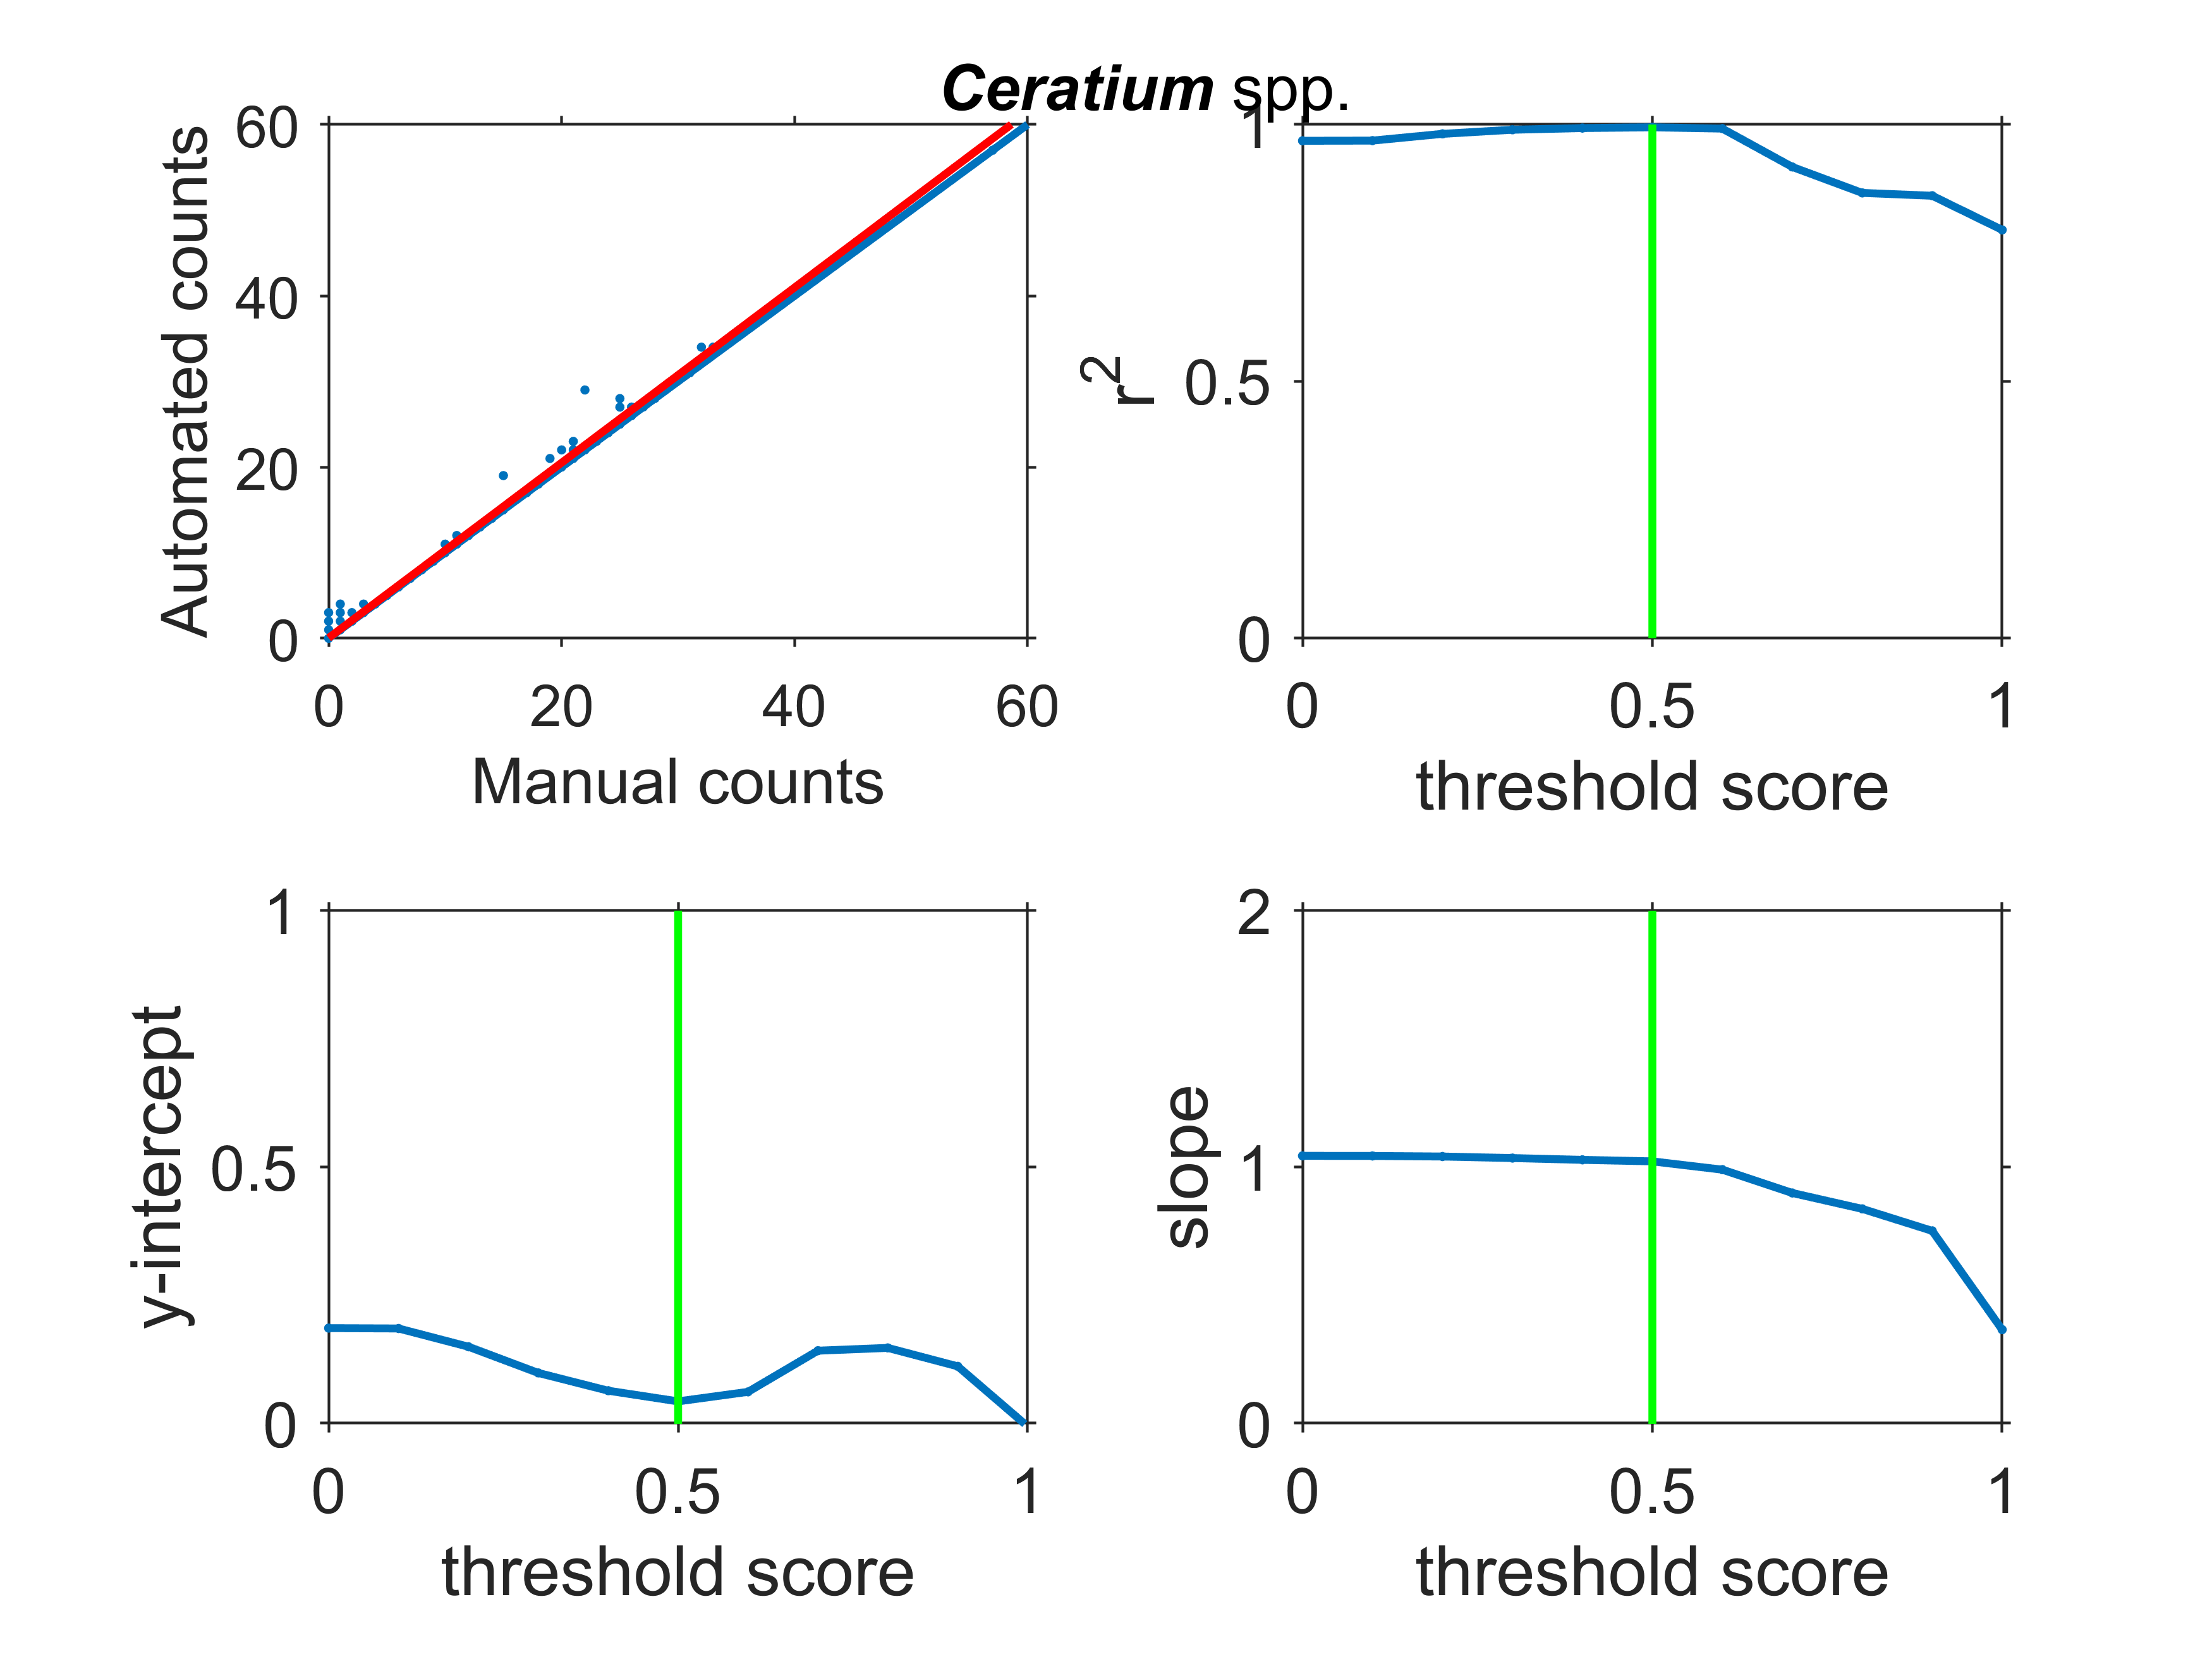 Ceratium spp.
60
40
20
0
Automated counts
0 20 40 60
Manual counts
1
0.5
0
r²
0 0.5 1
threshold score
1
0.5
0
y-intercept
0 0.5 1
threshold score
2
1
0
slope
0 0.5 1
threshold score